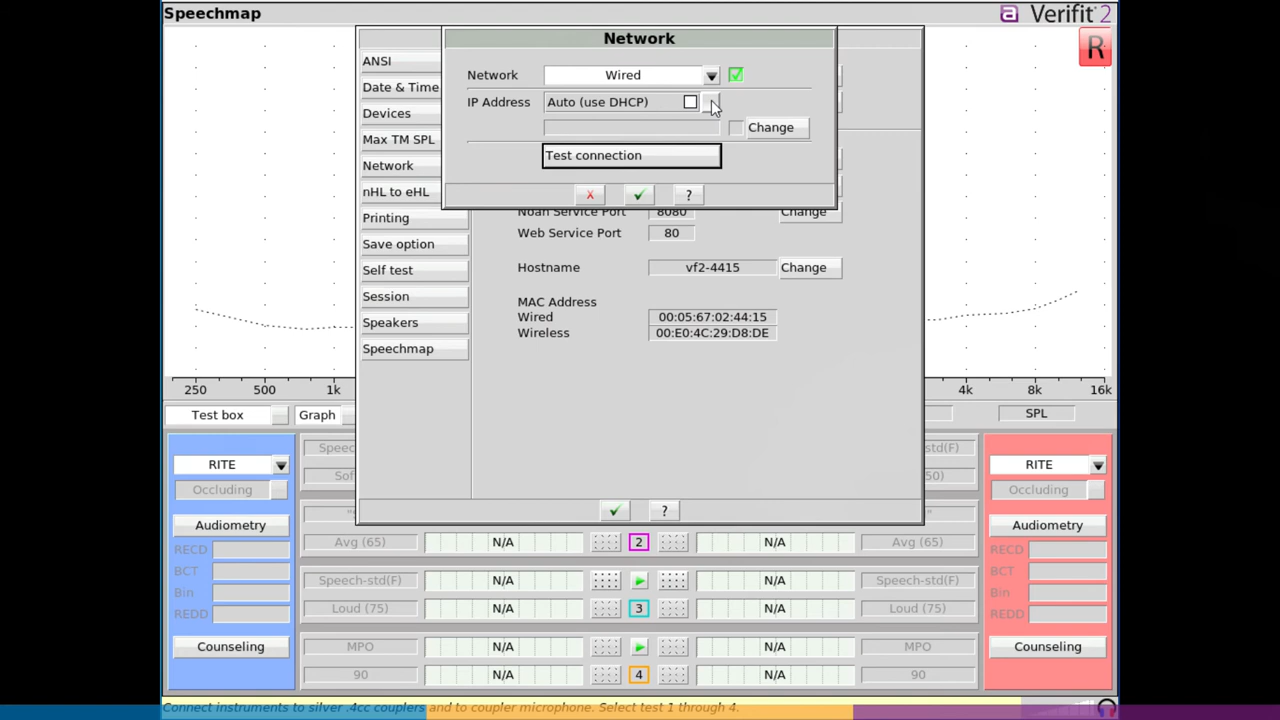 Speechmap
a Verifit 2
R
Network
Network Wired
IP Address Auto (use DHCP)
Change
Test connection
X ?
ANSI
Date & Time
Devices
Max TM SPL
Network
nHL to eHL
Printing
Save option
Self test
Session
Speakers
Speechmap
Noah Service Port 8080 Change
Web Service Port 80
Hostname vf2-4415 Change
MAC Address
Wired 00:05:67:02:44:15
Wireless 00:E0:4C:29:D8:DE
?
250 500 1k 4k 8k 16k
Test box Graph SPL
RITE
Occluding
Audiometry
RECD
BCT
Bin
REDD
Counseling
Avg (65) N/A 2 N/A Avg (65)
Speech-std(F) N/A N/A Speech-std(F)
Loud (75) N/A 3 N/A Loud (75)
MPO N/A N/A MPO
90 N/A 4 N/A 90
RITE
Occluding
Audiometry
RECD
BCT
Bin
REDD
Counseling
Connect instruments to silver .4cc couplers and to coupler microphone. Select test 1 through 4.